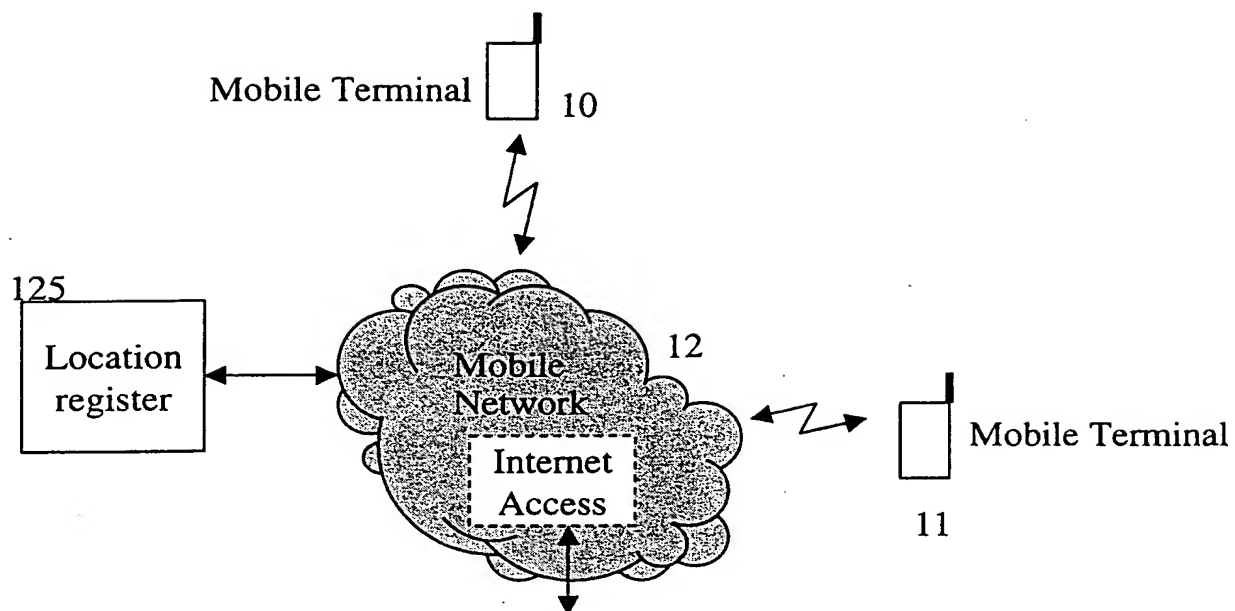 Mobile Terminal
10
125
Location
register
12
Mobile
Network
Internet
Access
Mobile Terminal
11